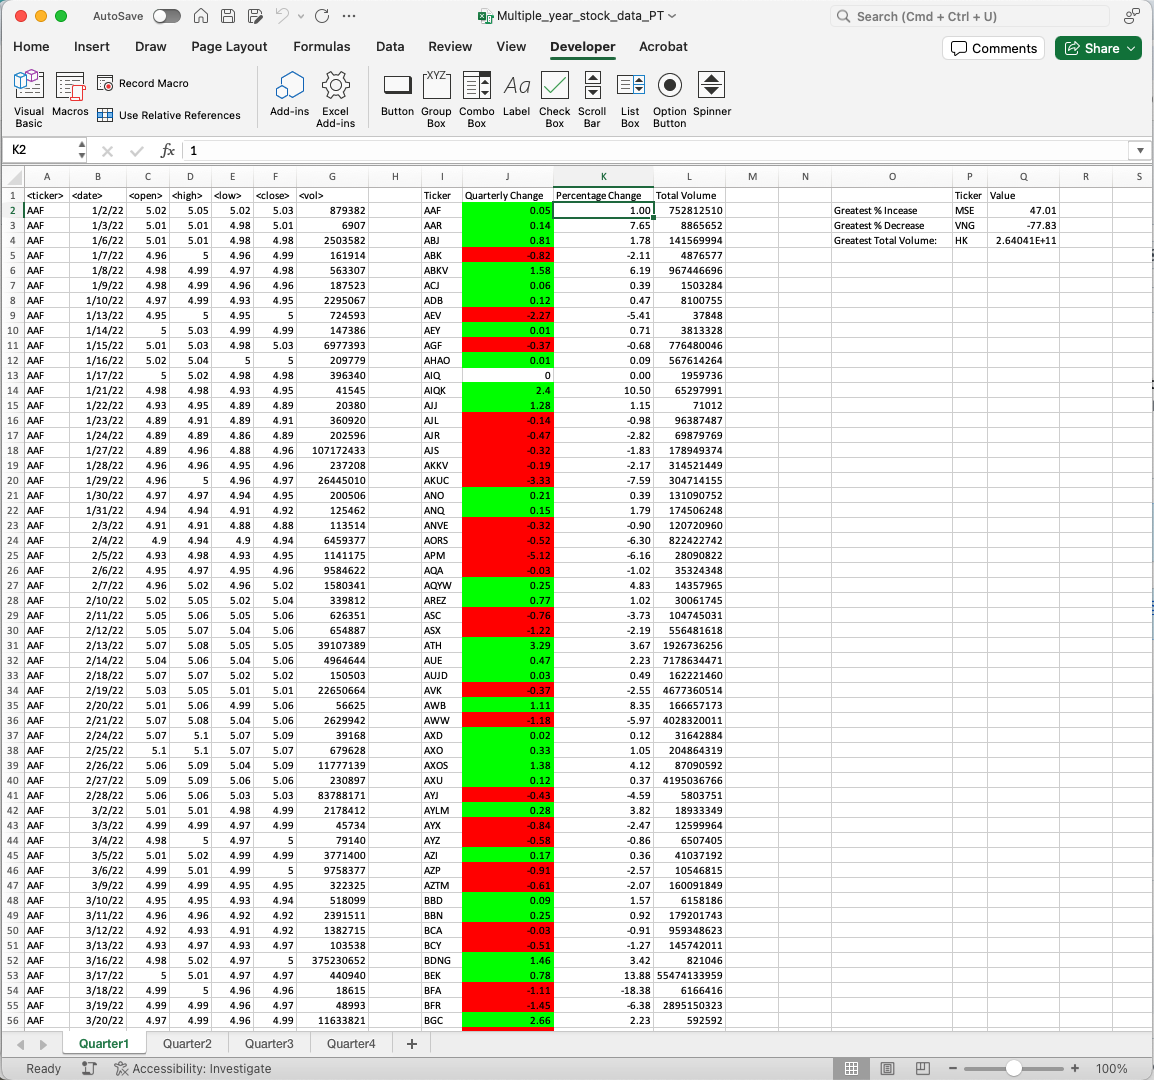 AutoSave
Multiple_year_stock_data_PT
Search (Cmd + Ctrl + U)
Home Insert Draw Page Layout Formulas Data Review View Developer Acrobat
Comments Share
Visual Basic
Macros
Record Macro
Use Relative References
Add-ins
Excel Add-ins
Button
Group Box
Combo Box
Label
Check Box
Scroll Bar
List Box
Option Button
Spinner
XYZ
Aa
K2 fx 1
A B C D E F G H I J K L M N O P Q R S
1 <ticker> <date> <open> <high> <low> <close> <vol> Ticker Quarterly Change Percentage Change Total Volume Ticker Value
2 AAF 1/2/22 5.02 5.05 5.02 5.03 879382 AAF 0.05 1.00 752812510 Greatest % Incease MSE 47.01
3 AAF 1/3/22 5.01 5.01 4.98 5.01 6907 AAR 0.14 7.65 8865652 Greatest % Decrease VNG -77.83
4 AAF 1/6/22 5.01 5.01 4.98 4.98 2503582 ABJ 0.81 1.78 141569994 Greatest Total Volume: HK 2.64041E+11
5 AAF 1/7/22 4.96 5 4.96 4.99 161914 ABK -0.82 -2.11 4876577
6 AAF 1/8/22 4.98 4.99 4.97 4.98 563307 ABKV 1.58 6.19 967446696
7 AAF 1/9/22 4.98 4.99 4.96 4.96 187523 ACJ 0.06 0.39 1503284
8 AAF 1/10/22 4.97 4.99 4.93 4.95 2295067 ADB 0.12 0.47 8100755
9 AAF 1/13/22 4.95 5 4.95 5 724593 AEV -2.27 -5.41 37848
10 AAF 1/14/22 5 5.03 4.99 4.99 147386 AEY 0.01 0.71 3813328
11 AAF 1/15/22 5.01 5.03 4.98 5.03 6977393 AGF -0.37 -0.68 776480046
12 AAF 1/16/22 5.02 5.04 5 5 209779 AHAO 0.01 0.09 567614264
13 AAF 1/17/22 5 5.02 4.98 4.98 396340 AIQ 0 0.00 1959736
14 AAF 1/21/22 4.98 4.98 4.93 4.95 41545 AIQK 2.4 10.50 65297991
15 AAF 1/22/22 4.93 4.95 4.89 4.89 20380 AJJ 1.28 1.15 71012
16 AAF 1/23/22 4.89 4.91 4.89 4.91 360920 AJL -0.14 -0.98 96387487
17 AAF 1/24/22 4.89 4.89 4.86 4.89 202596 AJR -0.47 -2.82 69879769
18 AAF 1/27/22 4.89 4.96 4.88 4.96 107172433 AJS -0.32 -1.83 178949374
19 AAF 1/28/22 4.96 4.96 4.95 4.96 237208 AKKV -0.19 -2.17 314521449
20 AAF 1/29/22 4.96 5 4.96 4.97 26445010 AKUC -3.33 -7.59 304714155
21 AAF 1/30/22 4.97 4.97 4.94 4.95 200506 ANO 0.21 0.39 131090752
22 AAF 1/31/22 4.94 4.94 4.91 4.92 125462 ANQ 0.15 1.79 174506248
23 AAF 2/3/22 4.91 4.91 4.88 4.88 113514 ANVE -0.32 -0.90 120720960
24 AAF 2/4/22 4.9 4.94 4.9 4.94 6459377 AORS -0.52 -6.30 822422742
25 AAF 2/5/22 4.93 4.98 4.93 4.95 1141175 APM -5.12 -6.16 28090822
26 AAF 2/6/22 4.95 4.97 4.95 4.96 9584622 AQA -0.03 -1.02 35324348
27 AAF 2/7/22 4.96 5.02 4.96 5.02 1580341 AQYW 0.25 4.83 14357965
28 AAF 2/10/22 5.02 5.05 5.02 5.04 339812 AREZ 0.77 1.02 30061745
29 AAF 2/11/22 5.05 5.06 5.05 5.06 626351 ASC -0.76 -3.73 104745031
30 AAF 2/12/22 5.05 5.07 5.04 5.06 654887 ASX -1.22 -2.19 556481618
31 AAF 2/13/22 5.07 5.08 5.05 5.05 39107389 ATH 3.29 3.67 1926736256
32 AAF 2/14/22 5.04 5.06 5.04 5.06 4964644 AUE 0.47 2.23 7178634471
33 AAF 2/18/22 5.07 5.07 5.02 5.02 150503 AUJD 0.03 0.49 162221460
34 AAF 2/19/22 5.03 5.05 5.01 5.01 22650664 AVK -0.37 -2.55 4677360514
35 AAF 2/20/22 5.01 5.06 4.99 5.06 56625 AWB 1.11 8.35 166657173
36 AAF 2/21/22 5.07 5.08 5.04 5.06 2629942 AWW -1.18 -5.97 4028320011
37 AAF 2/24/22 5.07 5.1 5.07 5.09 39168 AXD 0.02 0.12 31642884
38 AAF 2/25/22 5.1 5.1 5.07 5.07 679628 AXO 0.33 1.05 204864319
39 AAF 2/26/22 5.06 5.09 5.04 5.09 11777139 AXOS 1.38 4.12 87090592
40 AAF 2/27/22 5.09 5.09 5.06 5.06 230897 AXU 0.12 0.37 4195036766
41 AAF 2/28/22 5.06 5.06 5.03 5.03 83788171 AYJ -0.43 -4.59 5803751
42 AAF 3/2/22 5.01 5.01 4.98 4.99 2178412 AYLM 0.28 3.82 18933349
43 AAF 3/3/22 4.99 4.99 4.97 4.99 45734 AYX -0.84 -2.47 12599964
44 AAF 3/4/22 4.98 5 4.97 5 79140 AYZ -0.58 -0.86 6507405
45 AAF 3/5/22 5.01 5.02 4.99 4.99 3771400 AZI 0.17 0.36 41037192
46 AAF 3/6/22 4.99 5.01 4.99 5 9758377 AZP -0.91 -2.57 10546815
47 AAF 3/9/22 4.99 4.99 4.95 4.95 322325 AZTM -0.61 -2.07 160091849
48 AAF 3/10/22 4.95 4.95 4.93 4.94 518099 BBD 0.09 1.57 6158186
49 AAF 3/11/22 4.96 4.96 4.92 4.92 2391511 BBN 0.25 0.92 179201743
50 AAF 3/12/22 4.92 4.93 4.91 4.92 1382715 BCA -0.03 -0.91 959348623
51 AAF 3/13/22 4.93 4.97 4.93 4.97 103538 BCY -0.51 -1.27 145742011
52 AAF 3/16/22 4.98 5.02 4.97 5 375230652 BDNG 1.46 3.42 821046
53 AAF 3/17/22 5 5.01 4.97 4.97 440940 BEK 0.78 13.88 55474133959
54 AAF 3/18/22 4.99 5 4.96 4.96 18615 BFA -1.11 -18.38 6166416
55 AAF 3/19/22 4.99 4.99 4.96 4.97 48993 BFR -1.45 -6.38 2895150323
56 AAF 3/20/22 4.97 4.99 4.96 4.99 11633821 BGC 2.66 2.23 592592
Quarter1 Quarter2 Quarter3 Quarter4 +
Ready Accessibility: Investigate 100%